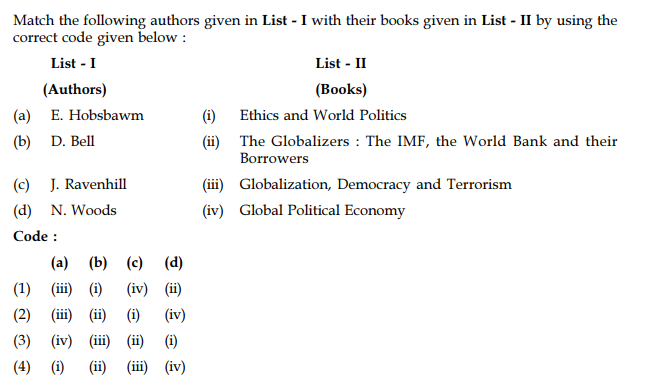 Match the following authors given in List - I with their books given in List - II by using the
correct code given below :
List - I List - II
(Authors) (Books)
(a) E. Hobsbawm (i) Ethics and World Politics
(b) D. Bell (ii) The Globalizers : The IMF, the World Bank and their
Borrowers
(c) J. Ravenhill (iii) Globalization, Democracy and Terrorism
(d) N. Woods (iv) Global Political Economy
Code :
(a) (b) (c) (d)
(1) (iii) (i) (iv) (ii)
(2) (iii) (ii) (i) (iv)
(3) (iv) (iii) (ii) (i)
(4) (i) (ii) (iii) (iv)